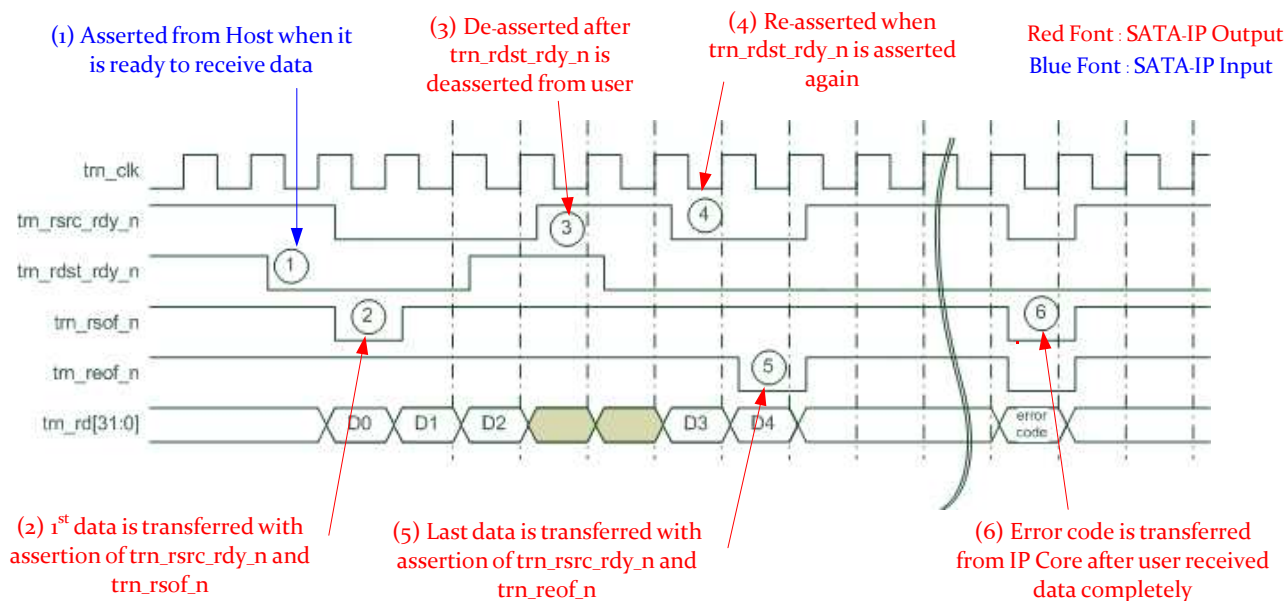 (1) Asserted from Host when it
is ready to receive data
(3) De-asserted after
trn_rdst_rdy_n is
deasserted from user
(4) Re-asserted when
trn_rdst_rdy_n is asserted
again
Red Font : SATA-IP Output
Blue Font : SATA-IP Input
trn_clk
trn_rsrc_rdy_n
3
4
trn_rdst_rdy_n
1
trn_rsof_n
2
6
trn_reof_n
5
trn_rd[31:0]
D0
D1
D2
D3
D4
error
code
(2) 1st data is transferred with
assertion of trn_rsrc_rdy_n and
trn_rsof_n
(5) Last data is transferred with
assertion of trn_rsrc_rdy_n and
trn_reof_n
(6) Error code is transferred
from IP Core after user received
data completely